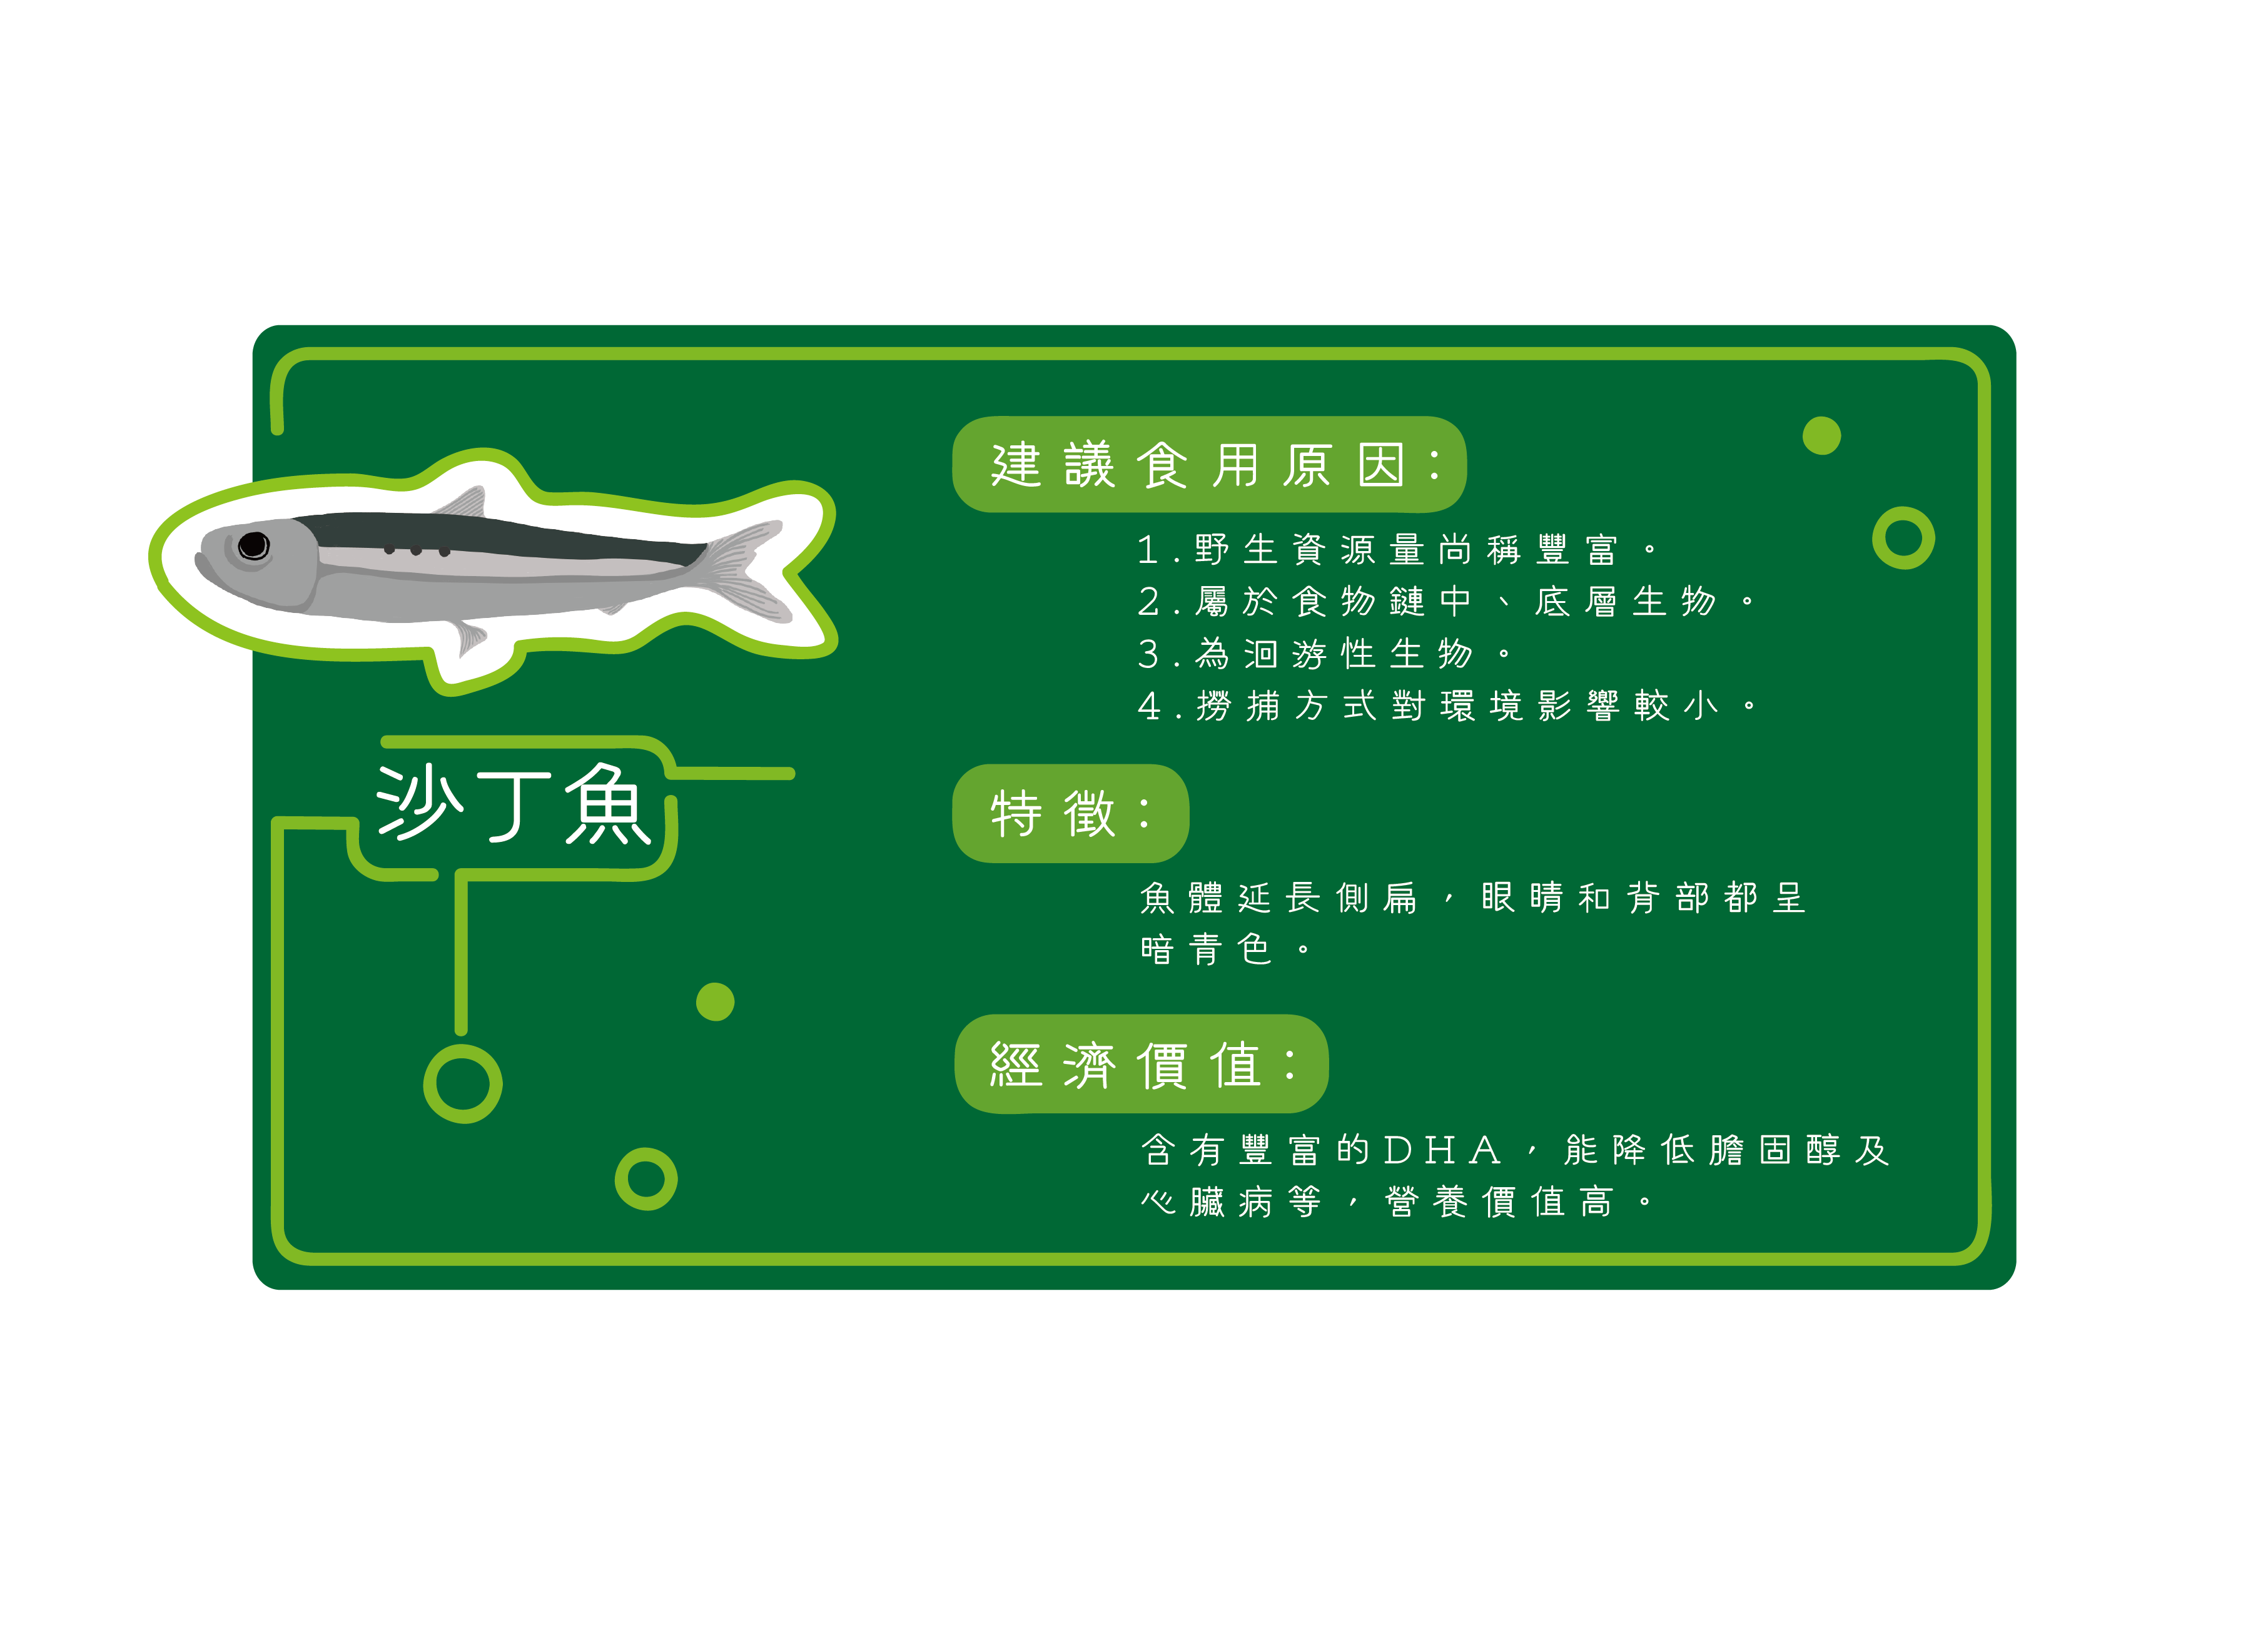 沙丁魚
建議食用原因：
1.野生資源量尚稱豐富。
2.屬於食物鏈中、底層生物。
3.為洄游性生物。
4.撈捕方式對環境影響較小。
特徵：
魚體延長側扁，眼睛和背部都呈
暗青色。
經濟價值：
含有豐富的DHA，能降低膽固醇及
心臟病等，營養價值高。